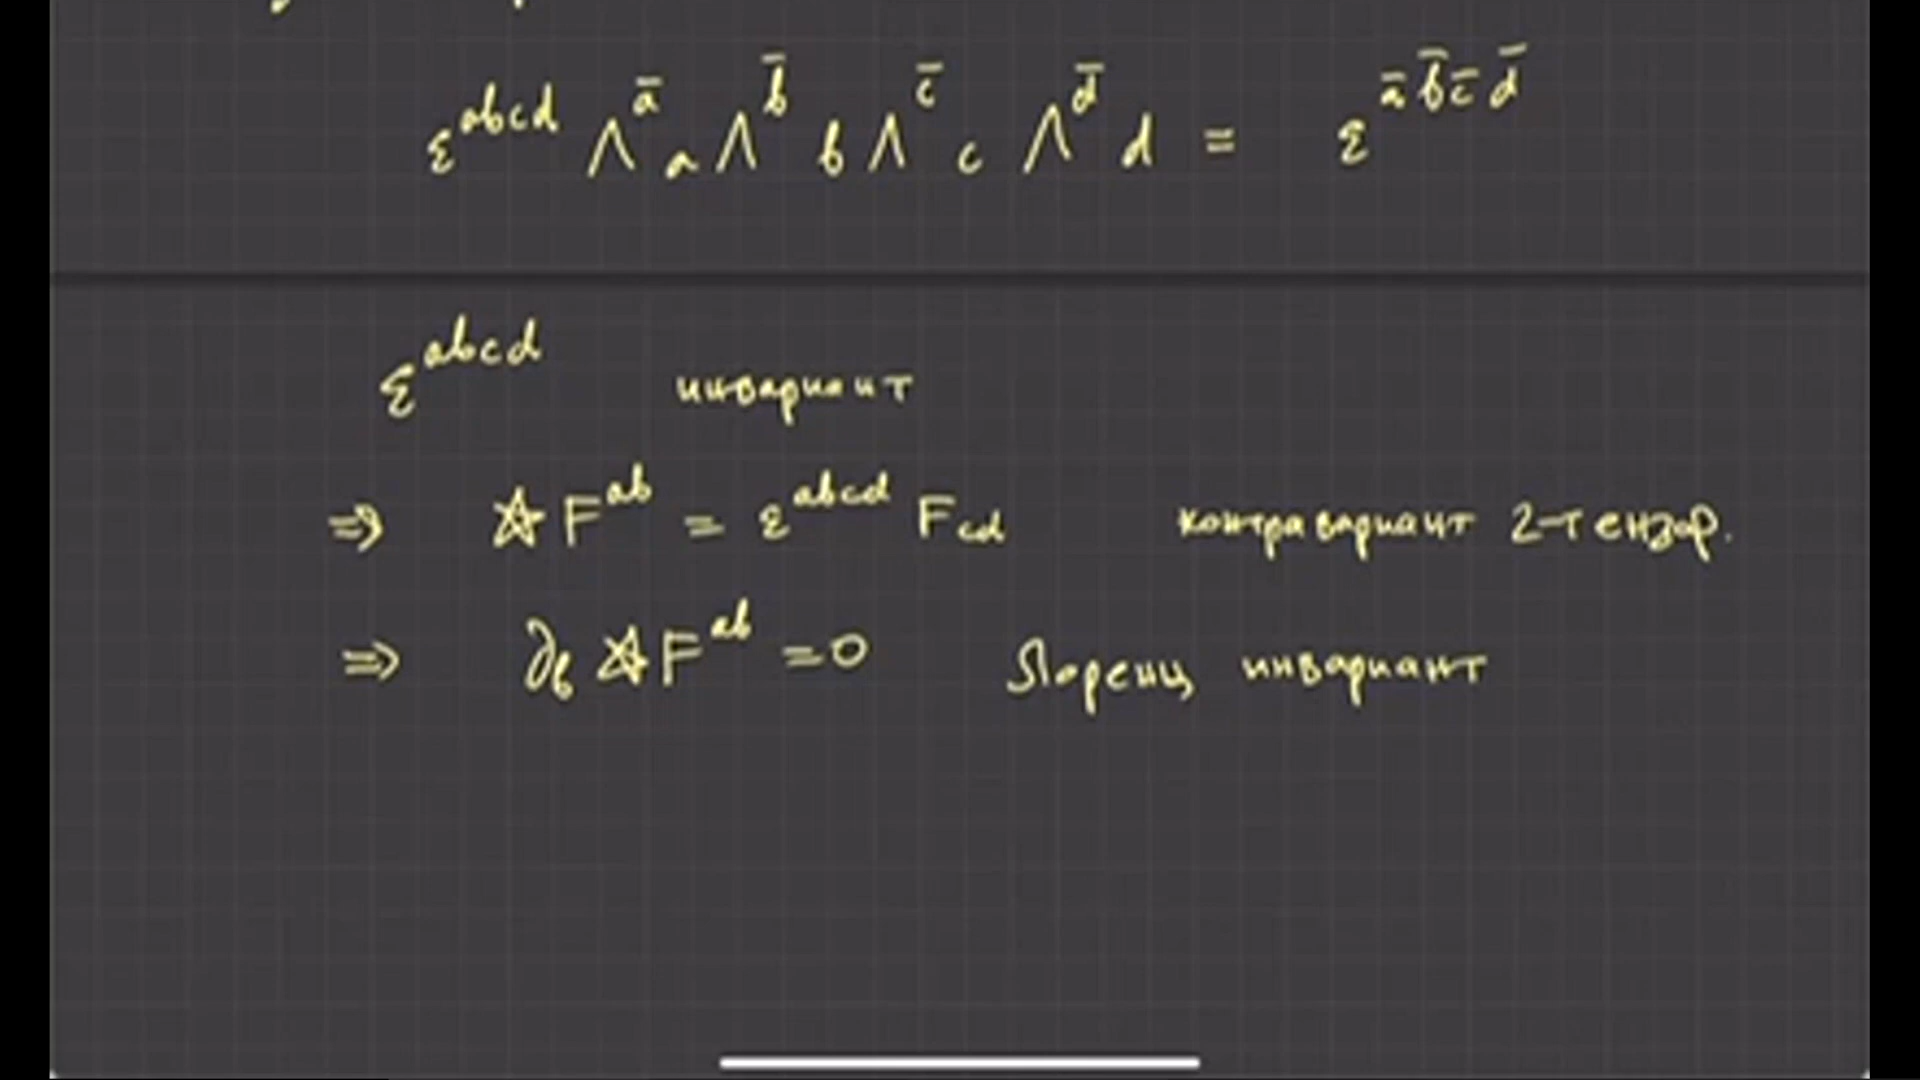 ε^{abcd} Λ^{ā}_a Λ^{b̄}_b Λ^{c̄}_c Λ^{d̄}_d = ε^{āb̄c̄d̄}
ε^{abcd} инвариант
⇒ ☆F^{ab} = ε^{abcd} F_{cd} контравариант 2-тензор.
⇒ ∂_b ☆F^{ab} = 0 Лоренц инвариант